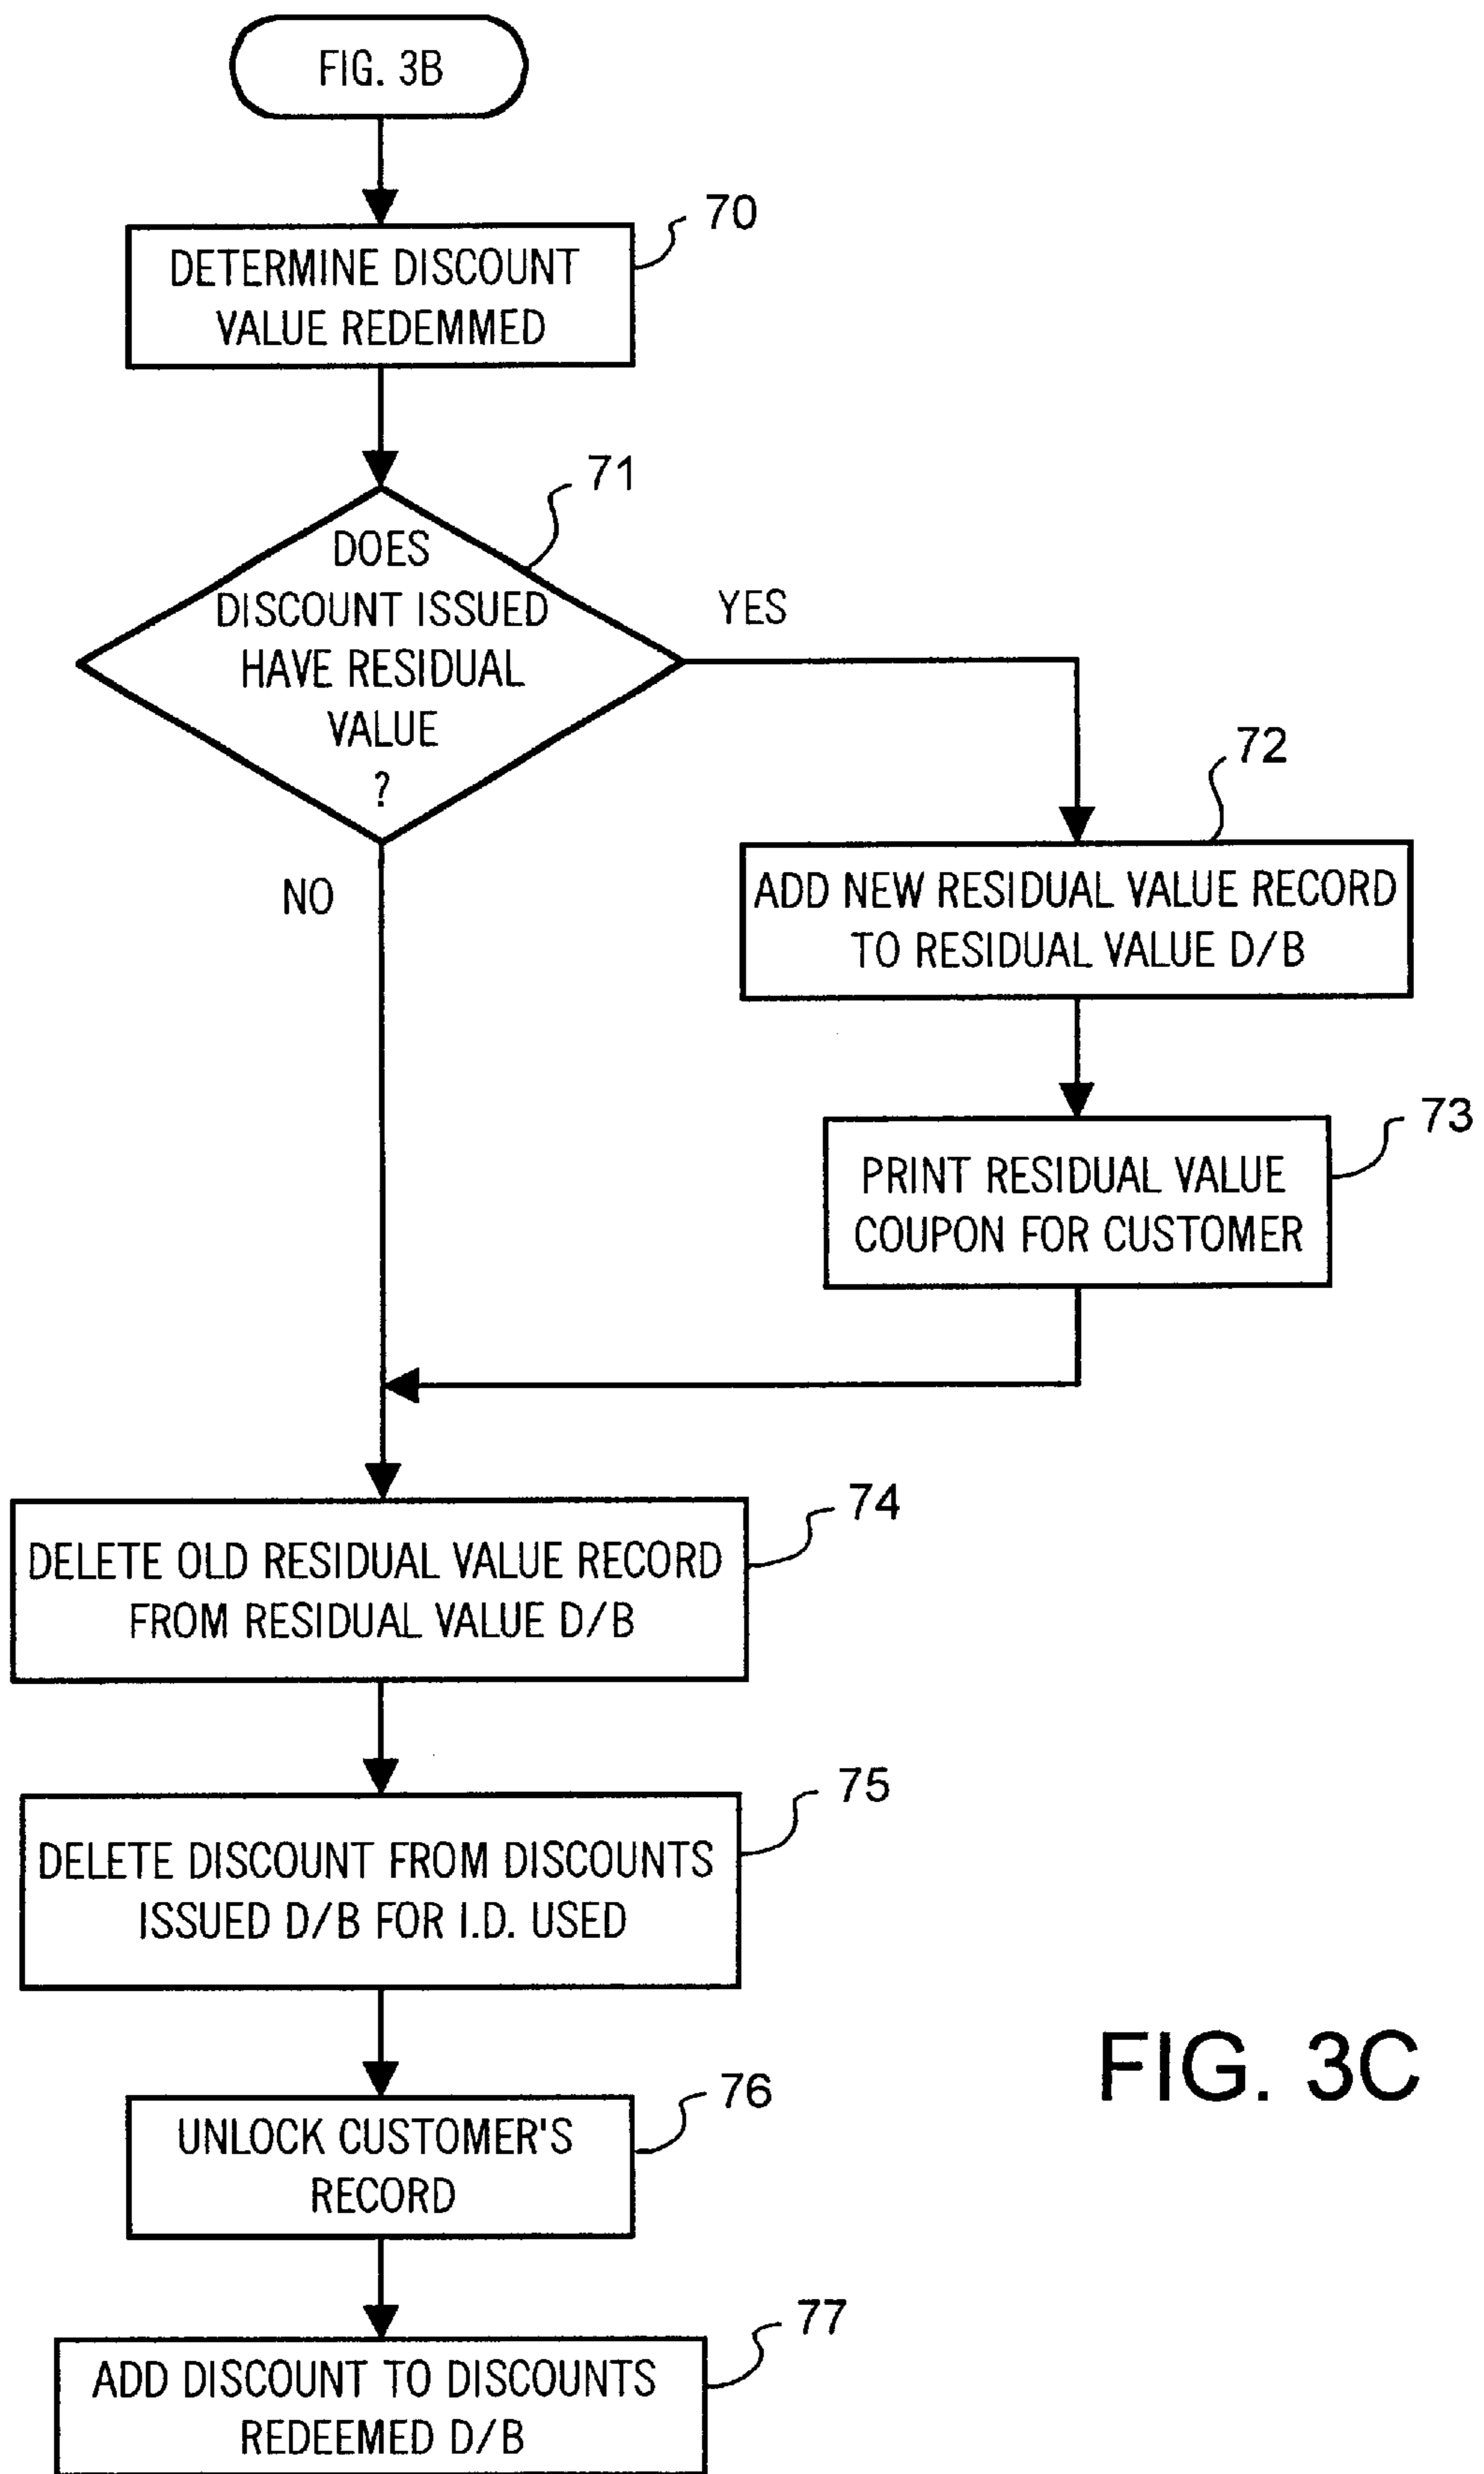 FIG. 3B
70
DETERMINE DISCOUNT
VALUE REDEMMED
71
DOES
DISCOUNT ISSUED
HAVE RESIDUAL
VALUE
?
YES
NO
72
ADD NEW RESIDUAL VALUE RECORD
TO RESIDUAL VALUE D/B
73
PRINT RESIDUAL VALUE
COUPON FOR CUSTOMER
74
DELETE OLD RESIDUAL VALUE RECORD
FROM RESIDUAL VALUE D/B
75
DELETE DISCOUNT FROM DISCOUNTS
ISSUED D/B FOR I.D. USED
76
UNLOCK CUSTOMER'S
RECORD
77
ADD DISCOUNT TO DISCOUNTS
REDEEMED D/B
FIG. 3C